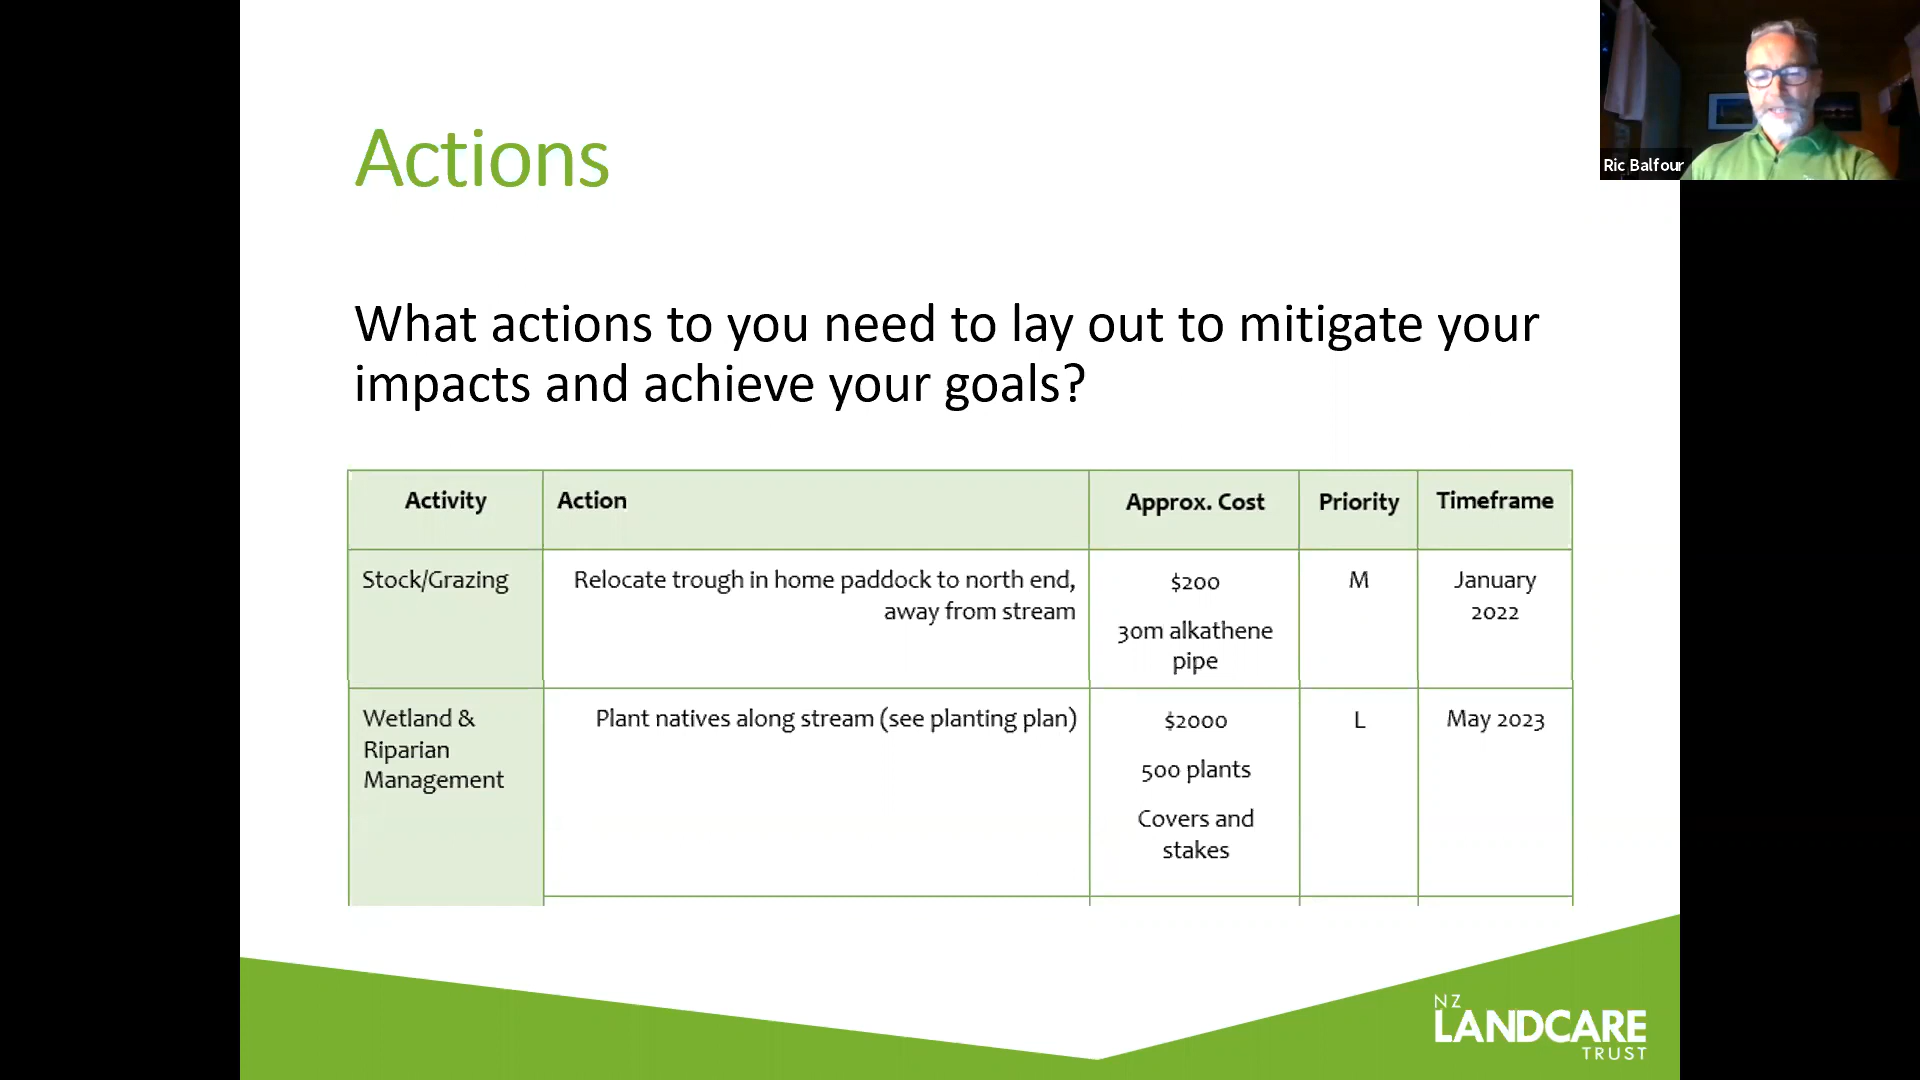 Actions
Ric Balfour
What actions to you need to lay out to mitigate your
impacts and achieve your goals?
Activity
Action
Approx. Cost
Priority
Timeframe
Stock/Grazing
Relocate trough in home paddock to north end,
away from stream
$200
30m alkathene
pipe
M
January
2022
Wetland &
Riparian
Management
Plant natives along stream (see planting plan)
$2000
500 plants
Covers and
stakes
L
May 2023
NZ
LANDCARE
TRUST